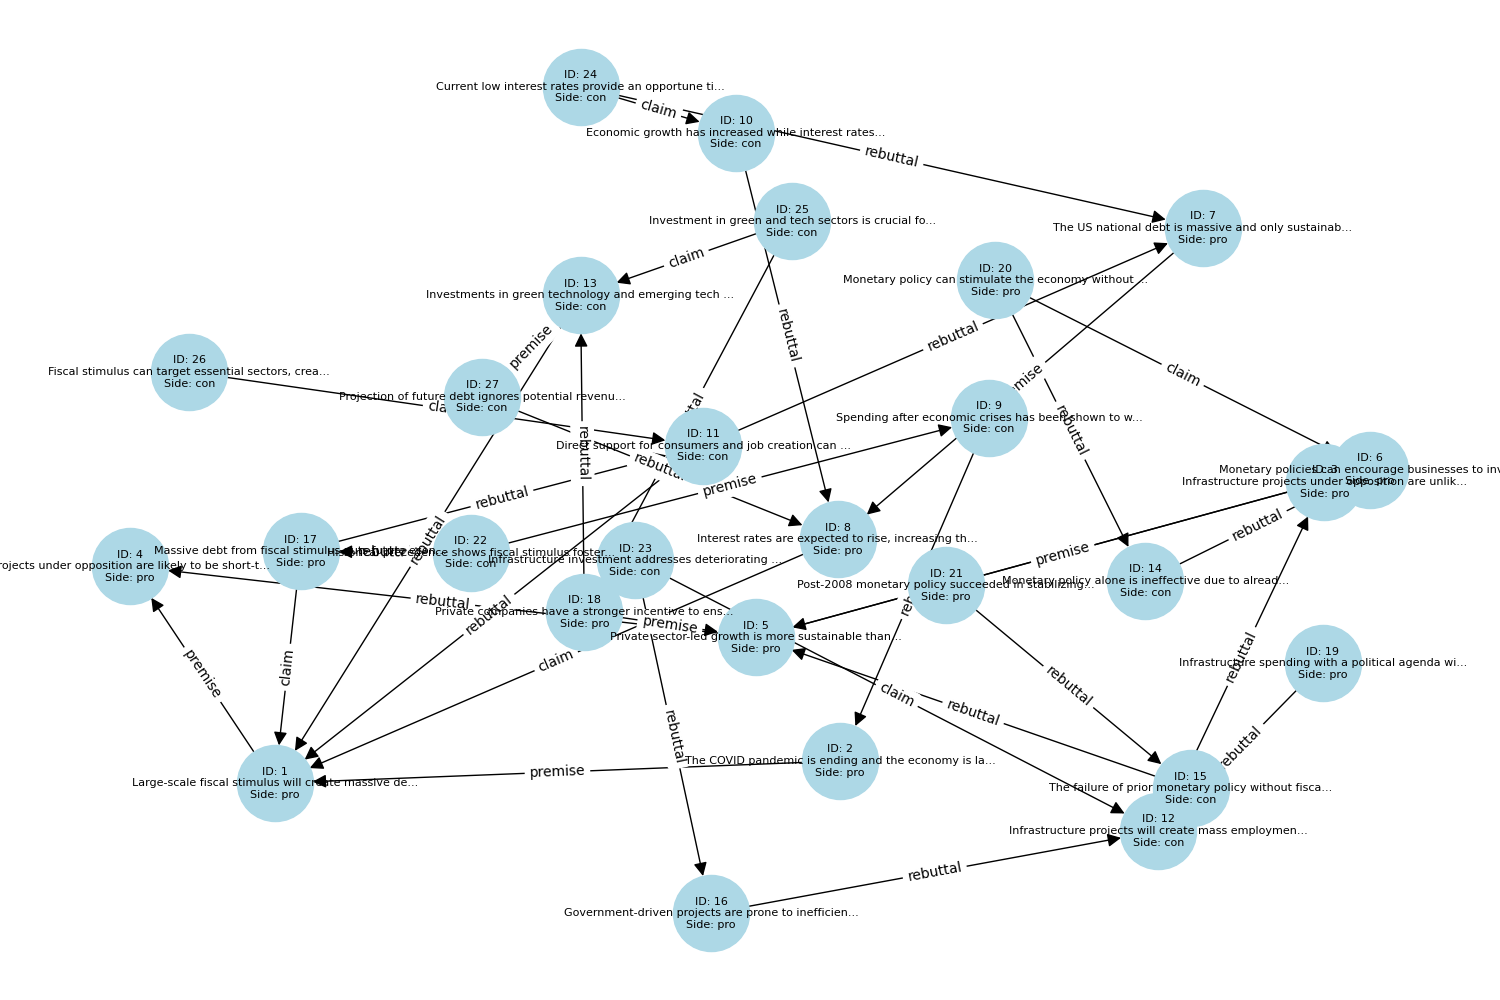 ID: 24
Current low interest rates provide an opportune ti...
Side: con
claim
ID: 10
Economic growth has increased while interest rates...
Side: con
rebuttal
ID: 25
Investment in green and tech sectors is crucial fo...
Side: con
ID: 7
The US national debt is massive and only sustainab...
Side: pro
claim
ID: 20
Monetary policy can stimulate the economy without ...
Side: pro
ID: 13
Investments in green technology and emerging tech ...
Side: con
rebuttal
rebuttal
premise
ID: 26
Fiscal stimulus can target essential sectors, crea...
Side: con
claim
ID: 27
Projection of future debt ignores potential revenu...
Side: con
ID: 9
Spending after economic crises has been shown to w...
Side: con
rebuttal
ID: 11
Direct support for consumers and job creation can ...
Side: con
rebuttal
rebuttal
ID: 6
Monetary policies can encourage businesses to
Side: pro
Infrastructure projects under opposition are unlik...
Side: pro
premise
rebuttal
rebuttal
rebuttal
ID: 8
Interest rates are expected to rise, increasing th...
Side: pro
ID: 17
Massive debt from fiscal stimulus
Side: pro
ID: 22
evidence shows fiscal stimulus foster...
Side: con
ID: 23
Infrastructure investment addresses deteriorating ...
Side: con
ID: 4
projects under opposition are likely to be short-t...
Side: pro
premise
ID: 14
Monetary policy alone is ineffective due to alread...
Side: con
ID: 21
Post-2008 monetary policy succeeded in stabilizing...
Side: pro
rebuttal
ID: 18
Private companies have a stronger incentive to ens...
Side: pro
rebuttal
premise
ID: 5
Private sector-led growth is more sustainable than...
Side: pro
rebuttal
premise
claim
claim
ID: 19
Infrastructure spending with a political agenda wi...
Side: pro
rebuttal
rebuttal
claim
rebuttal
rebuttal
rebuttal
ID: 2
The COVID pandemic is ending and the economy is la...
Side: pro
premise
ID: 1
Large-scale fiscal stimulus will create massive de...
Side: pro
ID: 15
The failure of prior monetary policy without fisca...
Side: con
ID: 12
Infrastructure projects will create mass employmen...
Side: con
rebuttal
ID: 16
Government-driven projects are prone to inefficien...
Side: pro